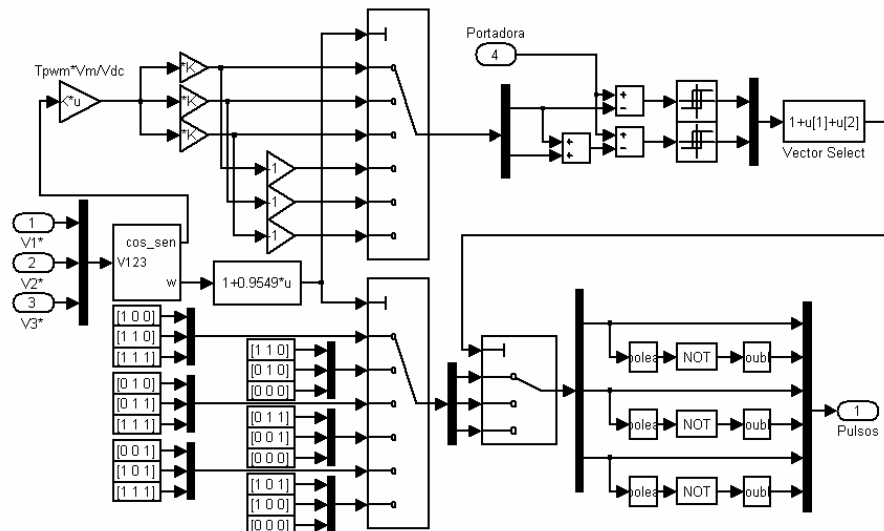 Portadora
4
Tpwm*Vm/Vdc
<*u
*K
*K
*K
+
−
+
−
+
+
1+u[1]+u[2]
Vector Select
-1
-1
-1
1
V1*
2
V2*
3
V3*
cos_sen
V123
w
1+0.9549*u
[1 0 0]
[1 1 0]
[1 1 1]
[1 1 0]
[0 1 0]
[0 0 0]
[0 1 0]
[0 1 1]
[1 1 1]
[0 1 1]
[0 0 1]
[0 0 0]
[0 0 1]
[1 0 1]
[1 1 1]
[1 0 1]
[1 0 0]
[0 0 0]
oolea
NOT
oubl
oolea
NOT
oubl
oolea
NOT
oubl
1
Pulsos